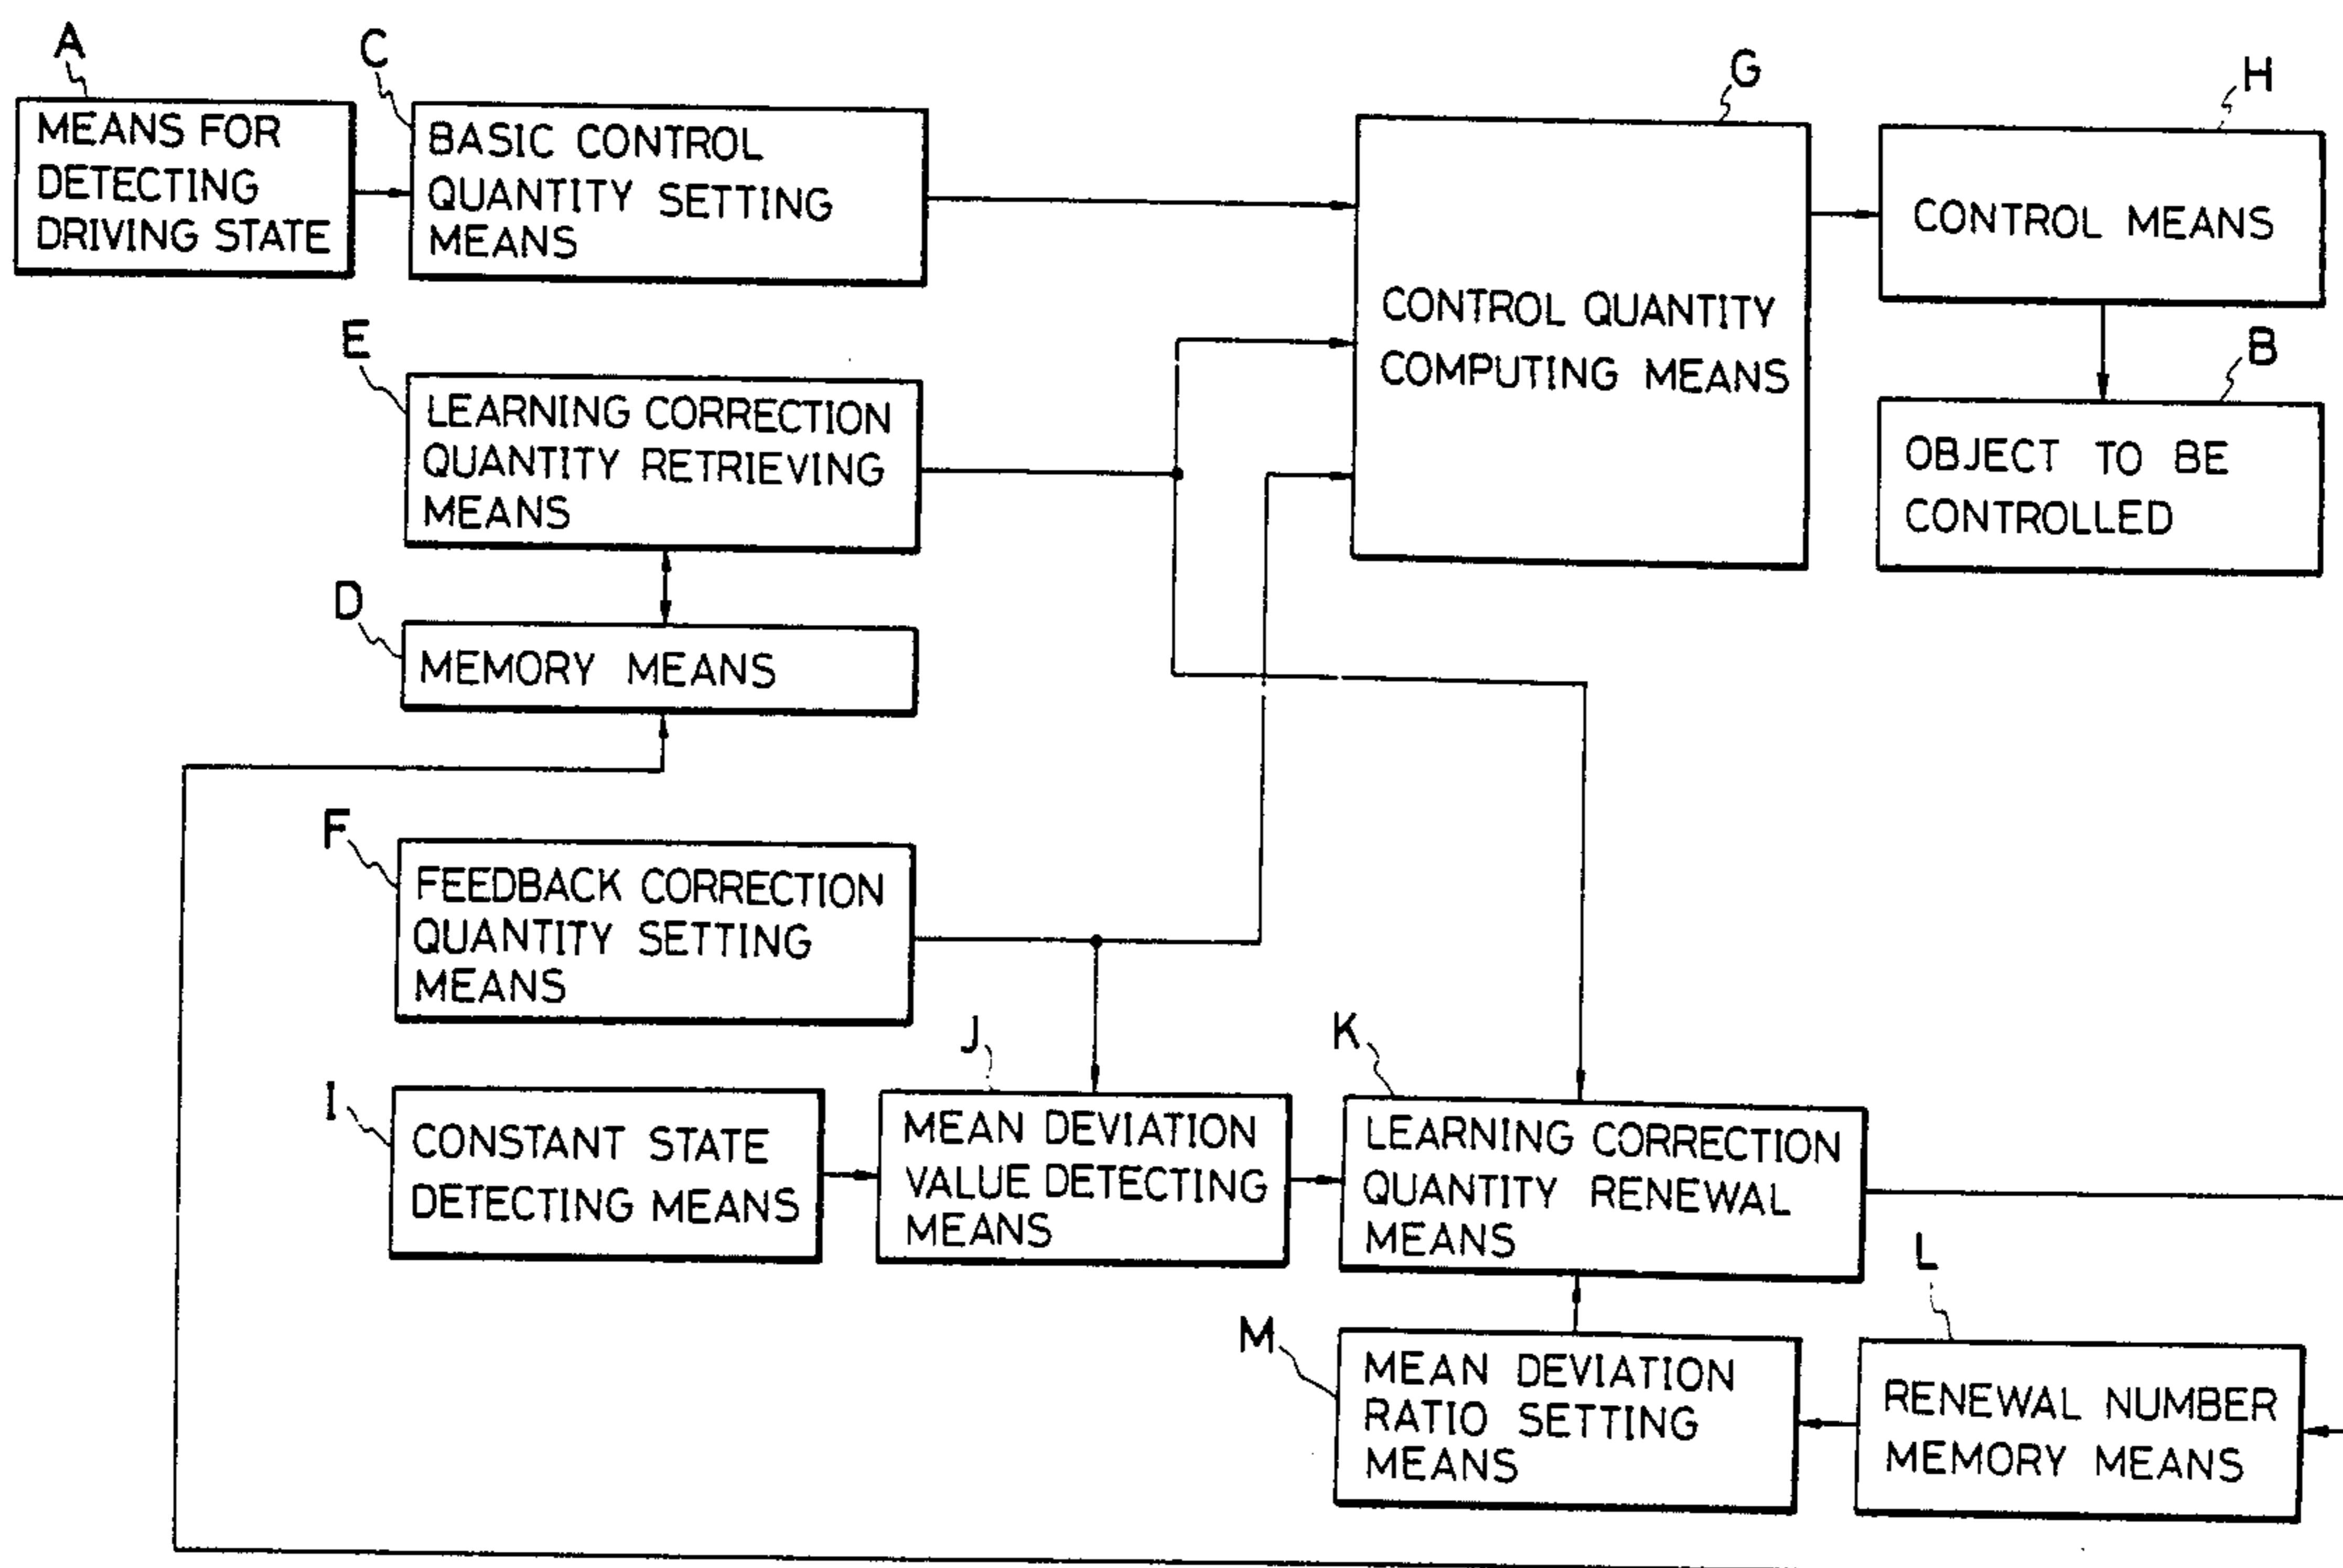 A
MEANS FOR
DETECTING
DRIVING STATE
C
BASIC CONTROL
QUANTITY SETTING
MEANS
G
CONTROL QUANTITY
COMPUTING MEANS
H
CONTROL MEANS
B
OBJECT TO BE
CONTROLLED
E
LEARNING CORRECTION
QUANTITY RETRIEVING
MEANS
D
MEMORY MEANS
F
FEEDBACK CORRECTION
QUANTITY SETTING
MEANS
I
CONSTANT STATE
DETECTING MEANS
J
MEAN DEVIATION
VALUE DETECTING
MEANS
K
LEARNING CORRECTION
QUANTITY RENEWAL
MEANS
M
MEAN DEVIATION
RATIO SETTING
MEANS
L
RENEWAL NUMBER
MEMORY MEANS